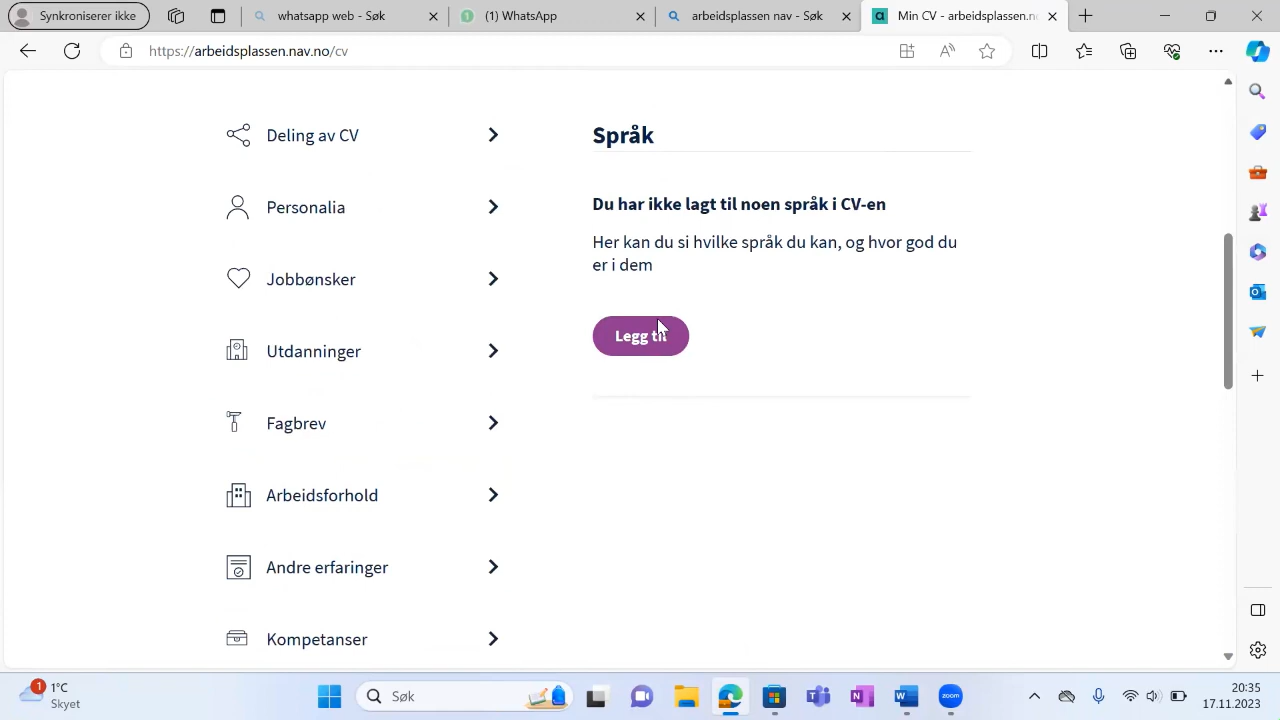 Synkroniserer ikke
whatsapp web - Søk
(1) WhatsApp
arbeidsplassen nav - Søk
Min CV - arbeidsplassen.n
https://arbeidsplassen.nav.no/cv
Deling av CV
Språk
Personalia
Du har ikke lagt til noen språk i CV-en
Her kan du si hvilke språk du kan, og hvor god du
er i dem
Jobbønsker
Legg til
Utdanninger
Fagbrev
Arbeidsforhold
Andre erfaringer
Kompetanser
1
1°C
Skyet
Søk
zoom
20:35
17.11.2023